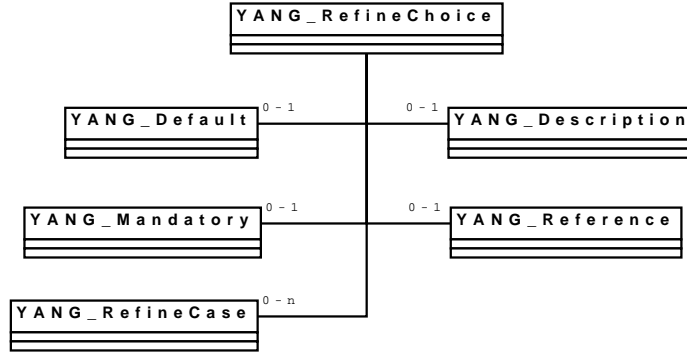 YANG_RefineChoice
0-1 0-1
YANG_Default YANG_Description
0-1 0-1
YANG_Mandatory YANG_Reference
0-n
YANG_RefineCase